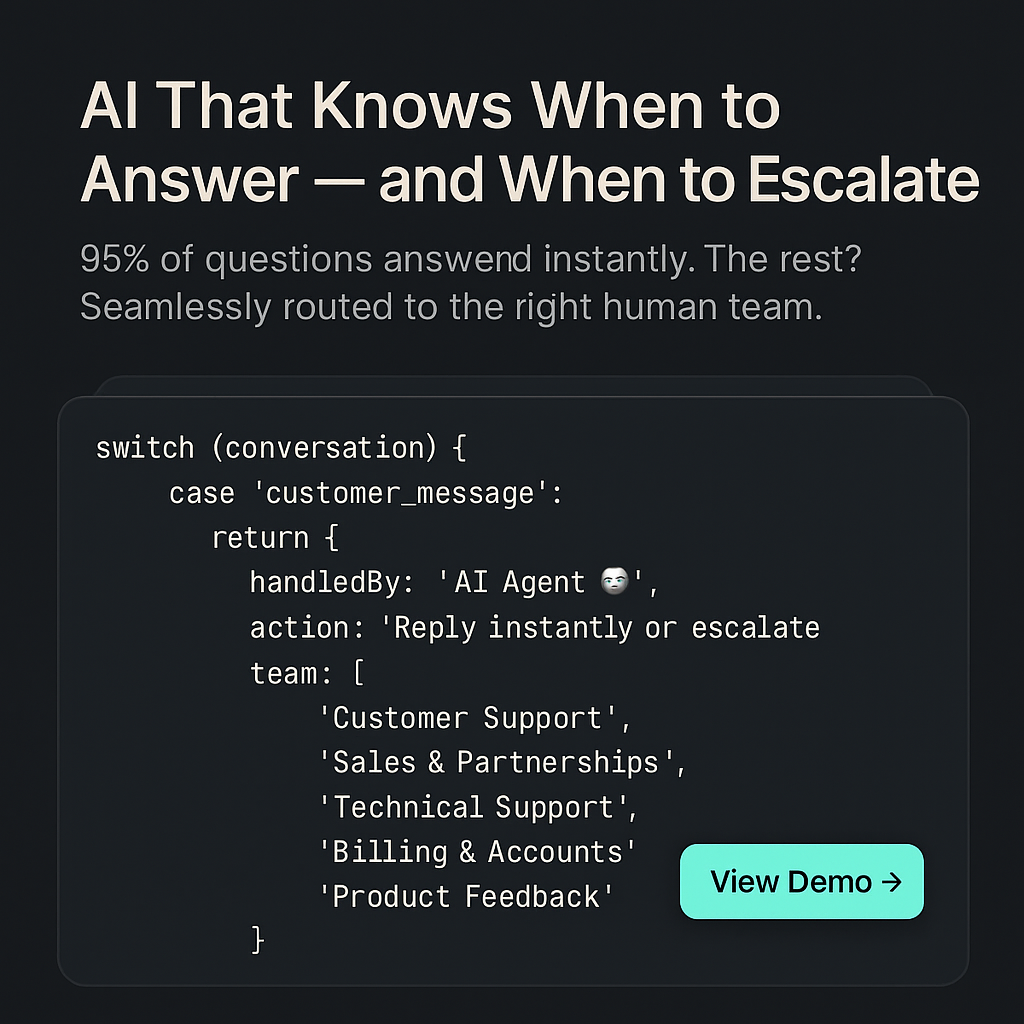 AI That Knows When to
Answer — and When to Escalate
95% of questions answend instantly. The rest?
Seamlessly routed to the right human team.
switch (conversation) {
case 'customer_message':
return {
handledBy: 'AI Agent ',
action: 'Reply instantly or escalate
team: [
'Customer Support',
'Sales & Partnerships',
'Technical Support',
'Billing & Accounts'
'Product Feedback'
}
View Demo →